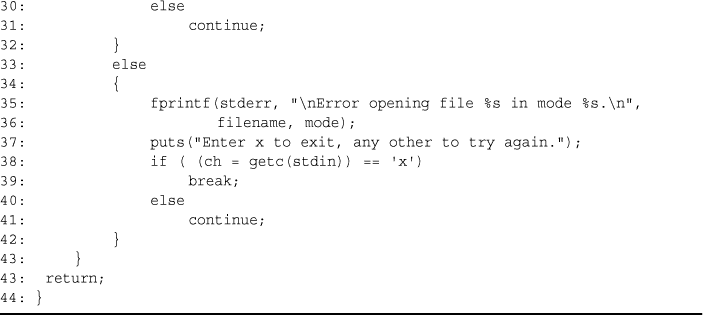 30:              else
31:                  continue;
32:          }
33:          else
34:          {
35:              fprintf(stderr, "\nError opening file %s in mode %s.\n",
36:                      filename, mode);
37:              puts("Enter x to exit, any other to try again.");
38:              if ( (ch = getc(stdin)) == 'x')
39:                  break;
40:              else
41:                  continue;
42:          }
43:      }
43:   return;
44: }